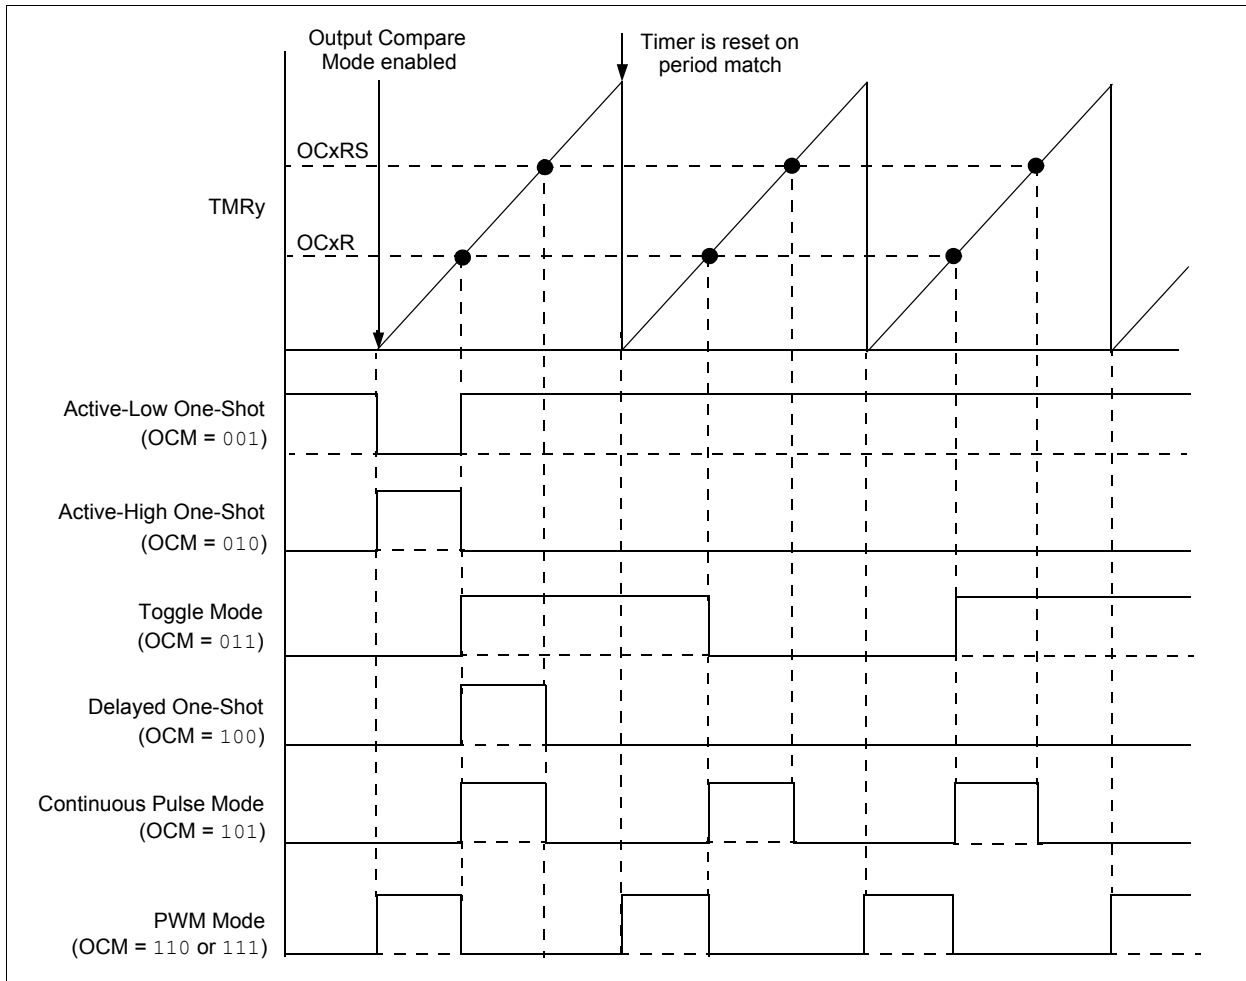 Output Compare
Mode enabled
Timer is reset on
period match
OCxRS
TMRy
OCxR
Active-Low One-Shot
(OCM = 001)
Active-High One-Shot
(OCM = 010)
Toggle Mode
(OCM = 011)
Delayed One-Shot
(OCM = 100)
Continuous Pulse Mode
(OCM = 101)
PWM Mode
(OCM = 110 or 111)